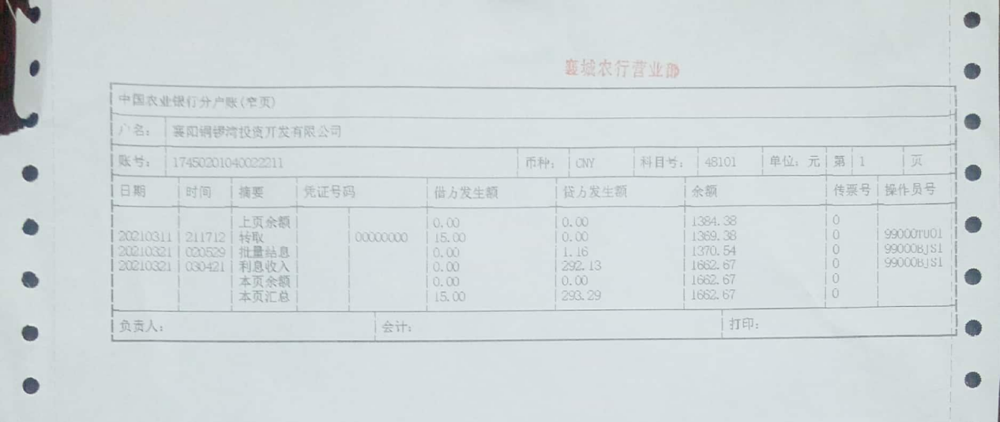 襄城农行营业部
中国农业银行分户账(窄页)
户名: 襄阳铜锣湾投资开发有限公司
账号: 17450201040022211 币种: CNY 科目号: 48101 单位: 元 第 1 页
日期 时间 摘要 凭证号码 借方发生额 贷方发生额 余额 传票号 操作员号
上页余额 0.00 0.00 1384.38 0
20210311 211712 转取 00000000 15.00 0.00 1369.38 0 99000TU01
20210321 020529 批量结息 0.00 1.16 1370.54 0 99000BJS1
20210321 030421 利息收入 0.00 292.13 1662.67 0 99000BJS1
本页余额 0.00 0.00 1662.67 0
本页汇总 15.00 293.29 1662.67 0
负责人: 会计: 打印: